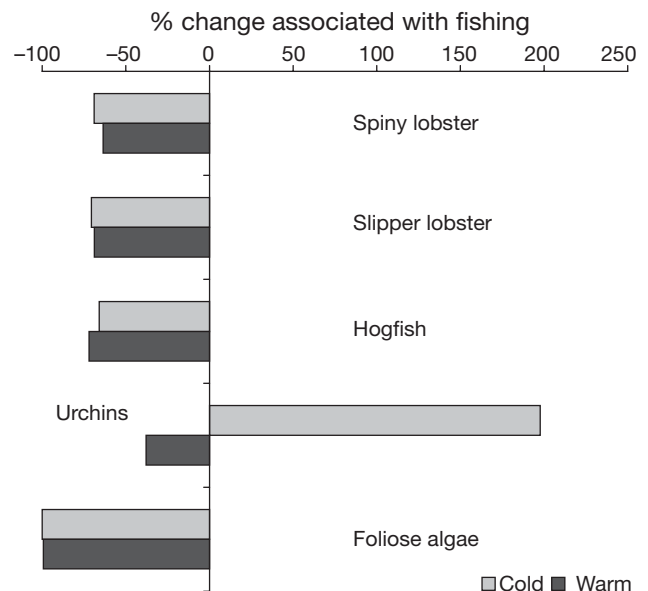 % change associated with fishing
−100 −50 0 50 100 150 200 250
Spiny lobster
Slipper lobster
Hogfish
Urchins
Foliose algae
Cold Warm